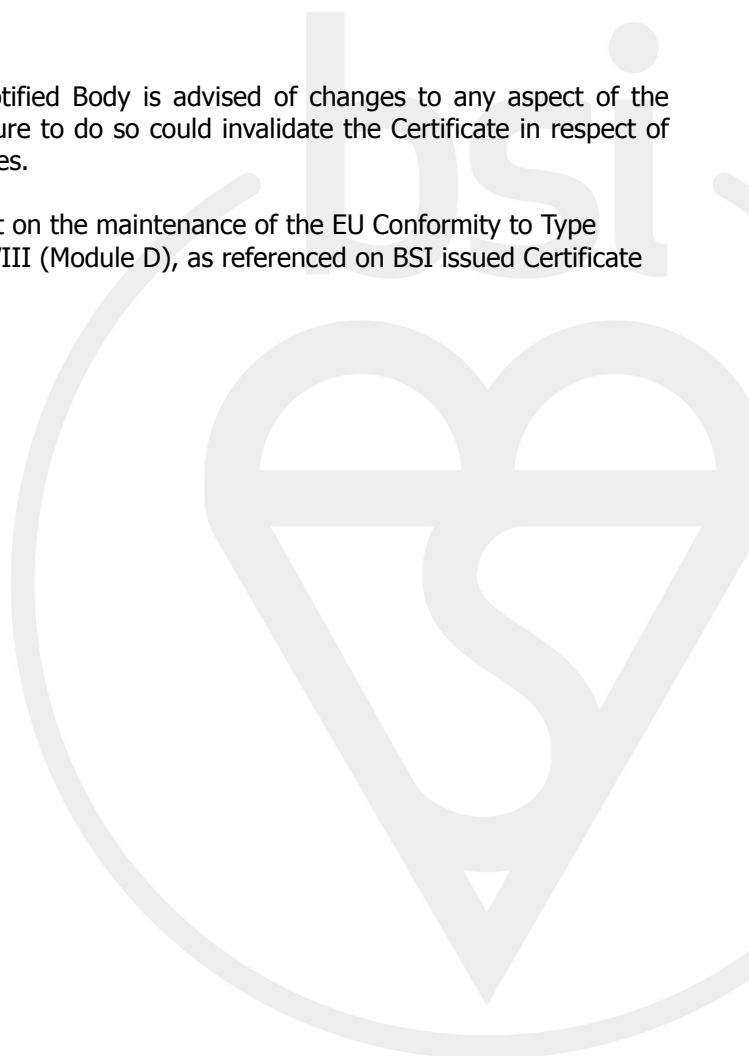 bsi
otified Body is advised of changes to any aspect of the
ure to do so could invalidate the Certificate in respect of
es.
t on the maintenance of the EU Conformity to Type
VIII (Module D), as referenced on BSI issued Certificate